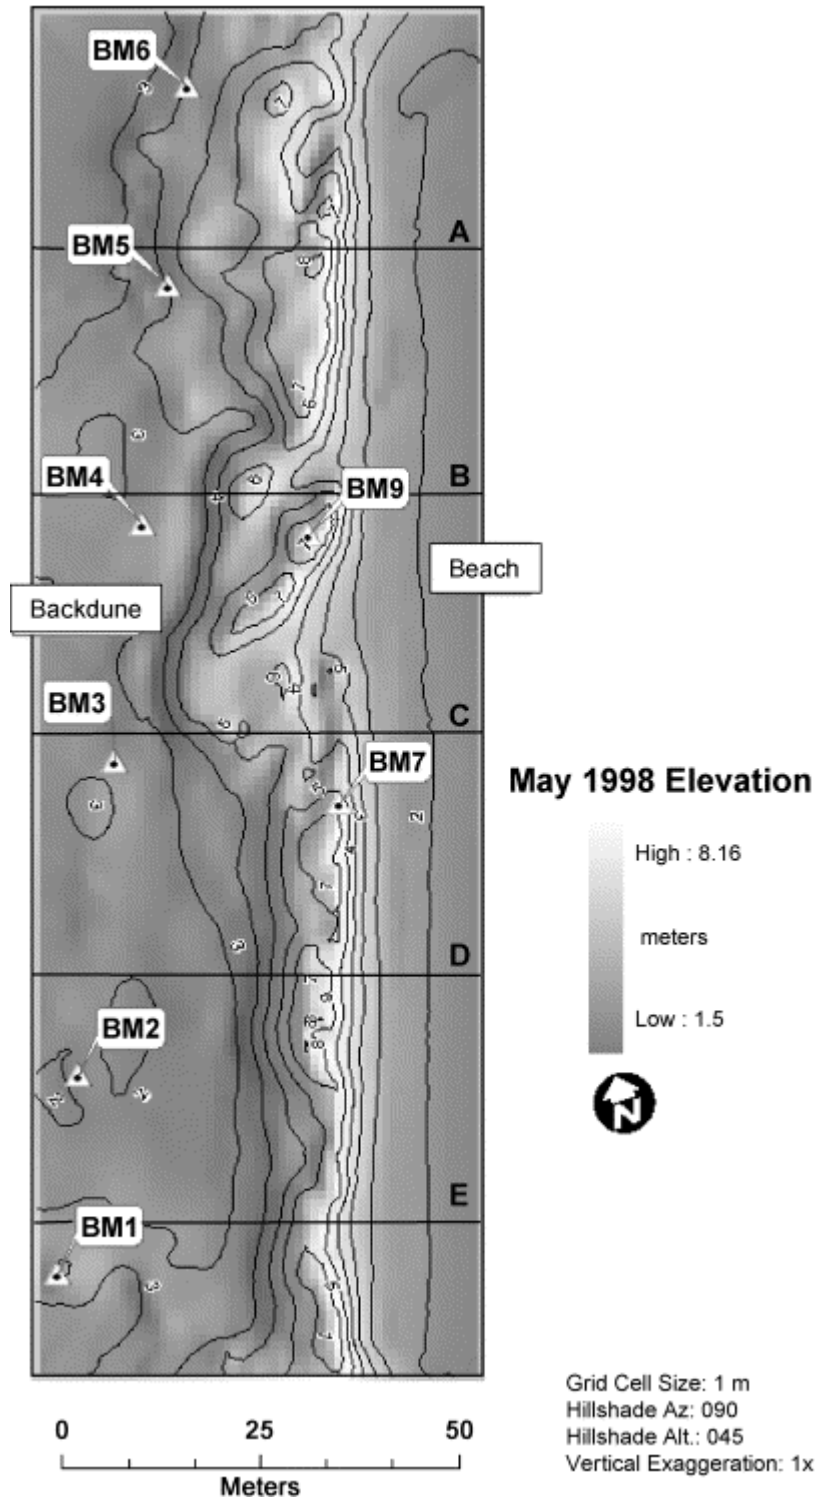 BM6
A
BM5
B
BM4
BM9
Beach
Backdune
BM3
C
BM7
May 1998 Elevation
High : 8.16
meters
Low : 1.5
D
BM2
N
E
BM1
0 25 50
Meters
Grid Cell Size: 1 m
Hillshade Az: 090
Hillshade Alt.: 045
Vertical Exaggeration: 1x